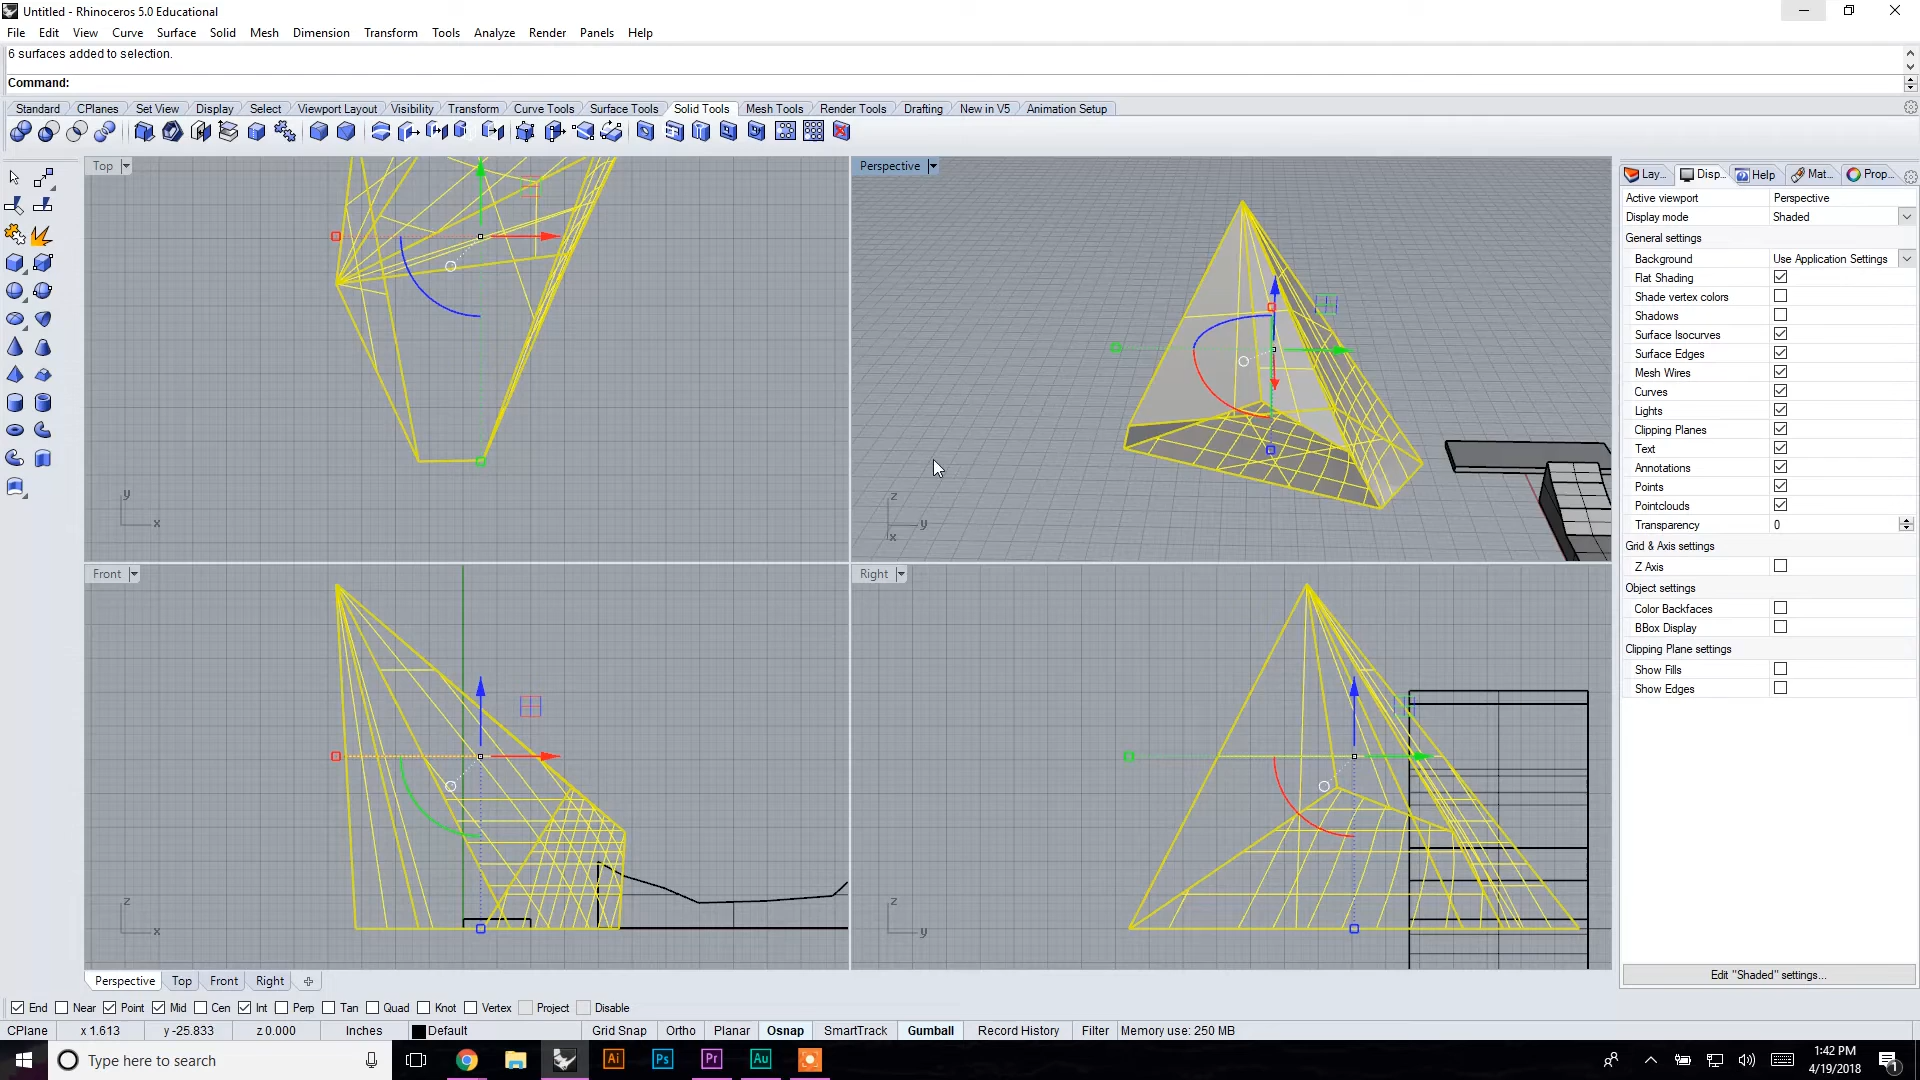 Untitled - Rhinoceros 5.0 Educational
File Edit View Curve Surface Solid Mesh Dimension Transform Tools Analyze Render Panels Help
6 surfaces added to selection.
Command:
Standard CPlanes Set View Display Select Viewport Layout Visibility Transform Curve Tools Surface Tools Solid Tools Mesh Tools Render Tools Drafting New in V5 Animation Setup
Top
Perspective
Lay... Disp... Help Mat... Prop...
Active viewport Perspective
Display mode Shaded
General settings
Background Use Application Settings
Flat Shading
Shade vertex colors
Shadows
Surface Isocurves
Surface Edges
Mesh Wires
Curves
Lights
Clipping Planes
Text
Annotations
Points
Pointclouds
Transparency 0
Grid & Axis settings
Z Axis
Object settings
Color Backfaces
BBox Display
Clipping Plane settings
Show Fills
Show Edges
Edit "Shaded" settings...
y
x
z
y
x
Front
Right
z
x
z
y
Perspective Top Front Right
End Near Point Mid Cen Int Perp Tan Quad Knot Vertex Project Disable
CPlane x 1.613 y -25.833 z 0.000 Inches Default Grid Snap Ortho Planar Osnap SmartTrack Gumball Record History Filter Memory use: 250 MB
Type here to search
Ai Ps Pr Au
1:42 PM
4/19/2018
1